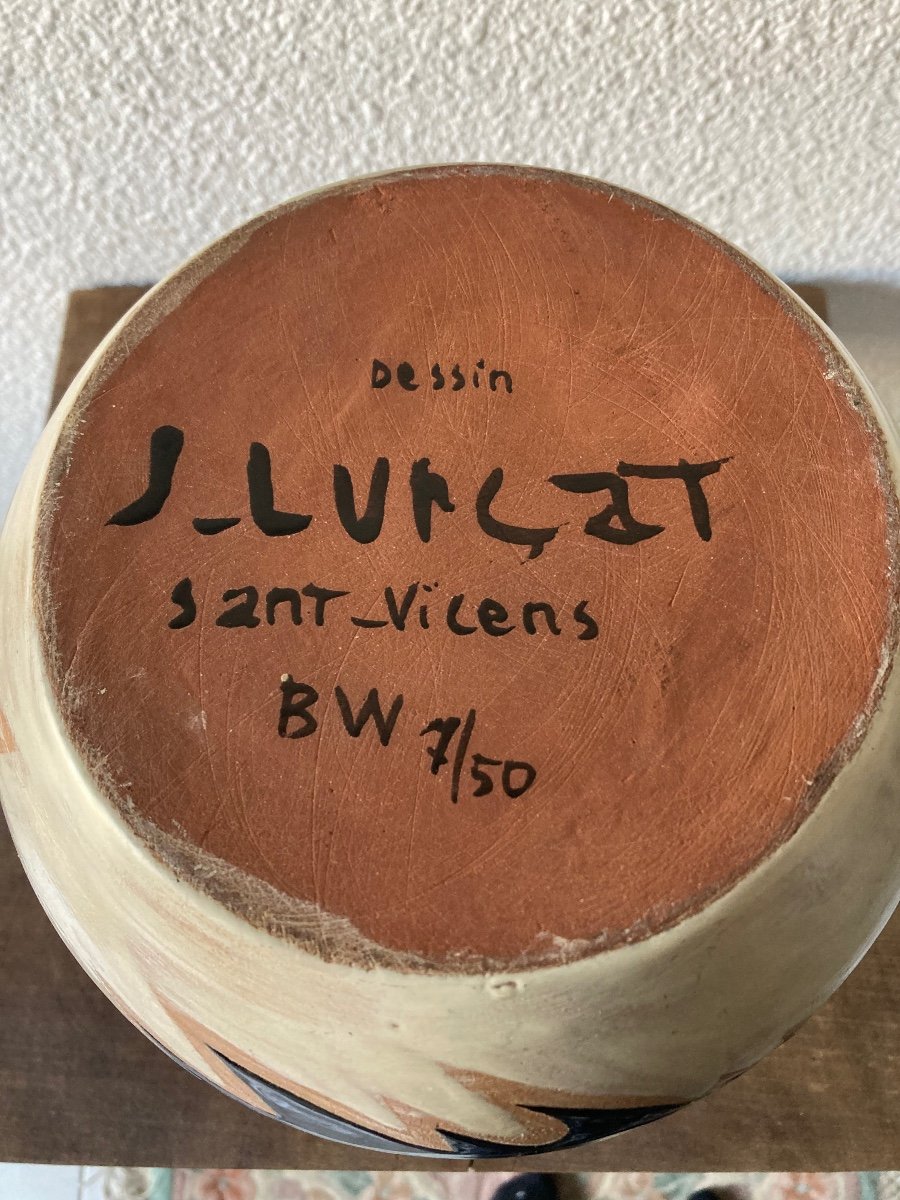 Dessin
J_LURÇAT
Sant_Vicens
BW 7/50